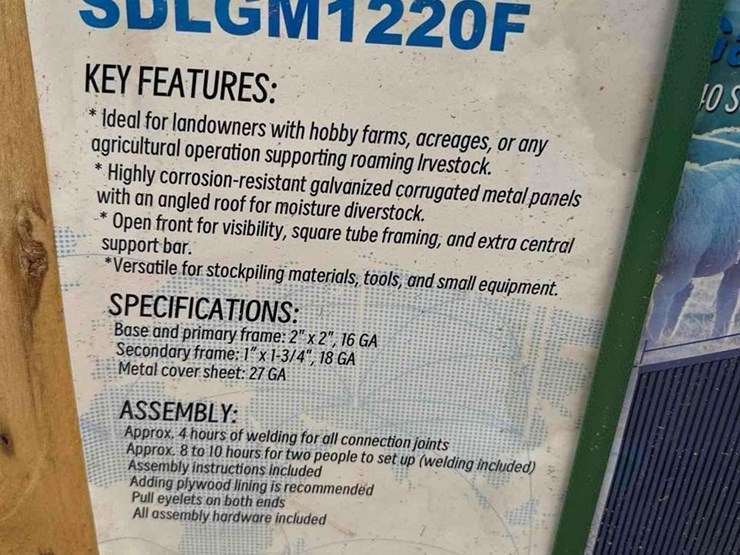 SDLGM1220F
KEY FEATURES:
* Ideal for landowners with hobby farms, acreages, or any
agricultural operation supporting roaming Irvestock.
* Highly corrosion-resistant galvanized corrugated metal panels
with an angled roof for moisture diverstock.
* Open front for visibility, square tube framing, and extra central
support bar.
*Versatile for stockpiling materials, tools, and small equipment.
SPECIFICATIONS:
Base and primary frame: 2" x 2", 16 GA
Secondary frame: 1" x 1-3/4", 18 GA
Metal cover sheet: 27 GA
ASSEMBLY:
Approx. 4 hours of welding for all connection joints
Approx. 8 to 10 hours for two people to set up (welding included)
Assembly instructions included
Adding plywood lining is recommended
Pull eyelets on both ends
All assembly hardware included